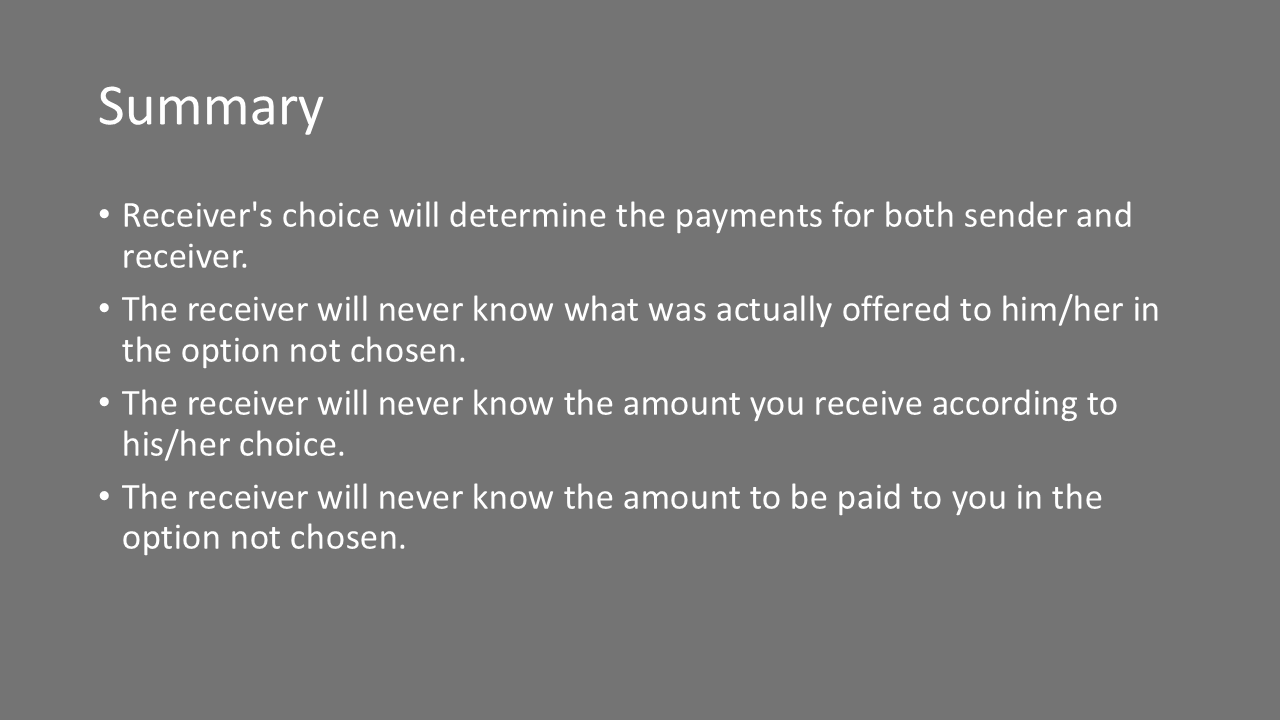 Summary
• Receiver's choice will determine the payments for both sender and
receiver.
• The receiver will never know what was actually offered to him/her in
the option not chosen.
• The receiver will never know the amount you receive according to
his/her choice.
• The receiver will never know the amount to be paid to you in the
option not chosen.